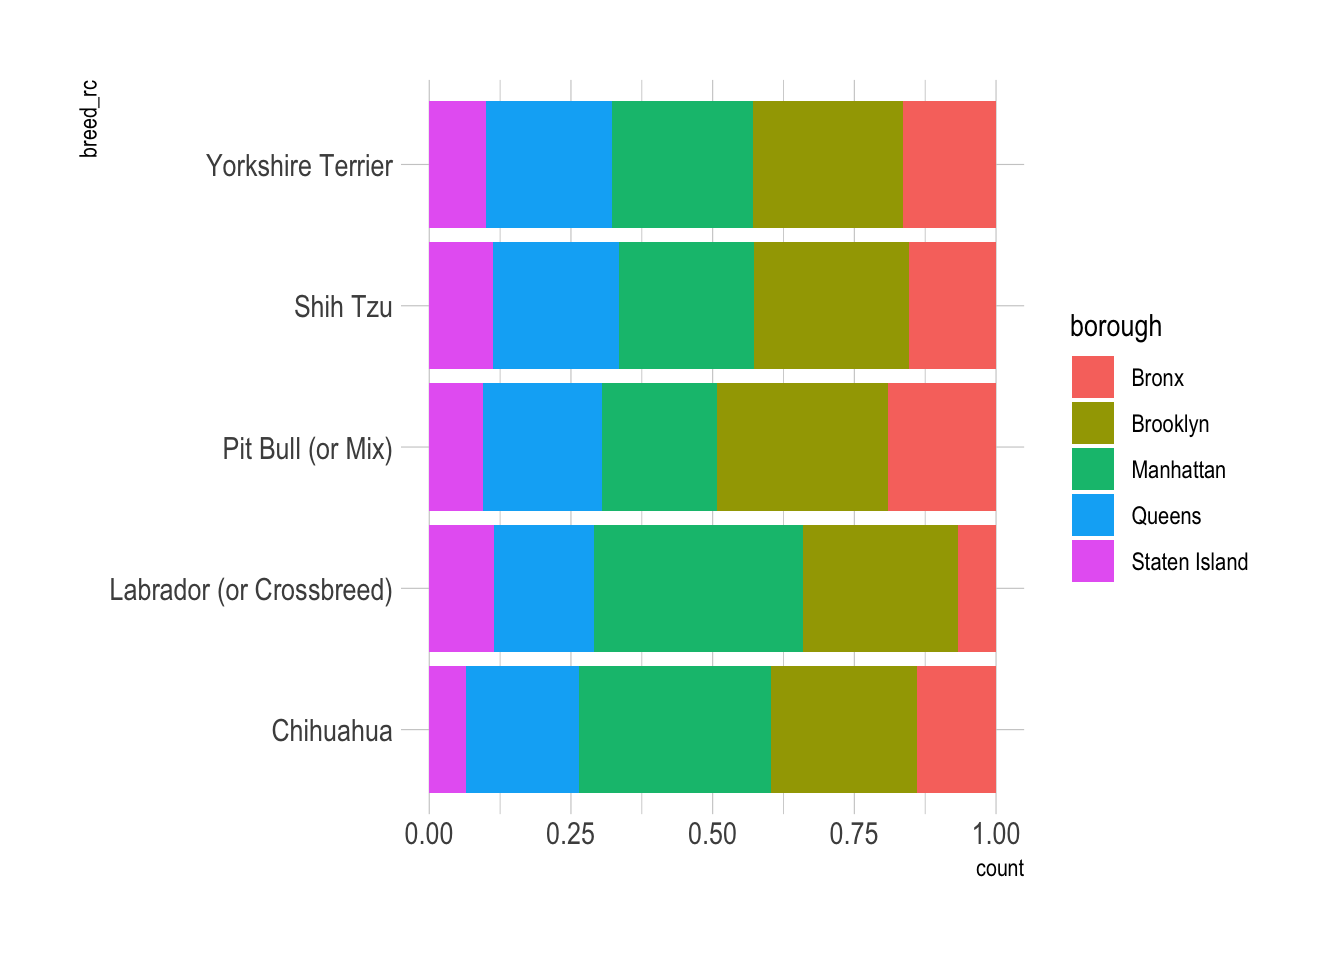 breed_rc
Yorkshire Terrier
Shih Tzu
Pit Bull (or Mix)
Labrador (or Crossbreed)
Chihuahua
0.00 0.25 0.50 0.75 1.00
count
borough
Bronx
Brooklyn
Manhattan
Queens
Staten Island